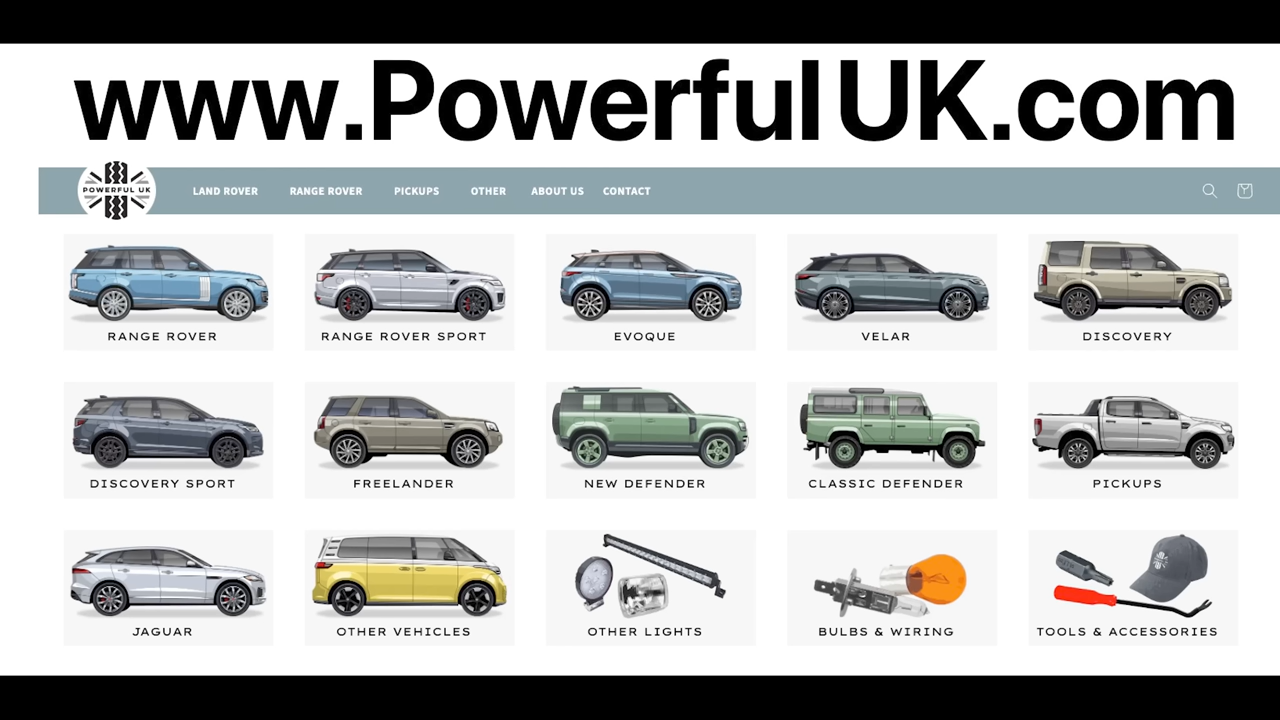 www.PowerfulUK.com
POWERFUL UK
LAND ROVER RANGE ROVER PICKUPS OTHER ABOUT US CONTACT
RANGE ROVER
RANGE ROVER SPORT
EVOQUE
VELAR
DISCOVERY
DISCOVERY SPORT
FREELANDER
NEW DEFENDER
CLASSIC DEFENDER
PICKUPS
JAGUAR
OTHER VEHICLES
OTHER LIGHTS
BULBS & WIRING
TOOLS & ACCESSORIES